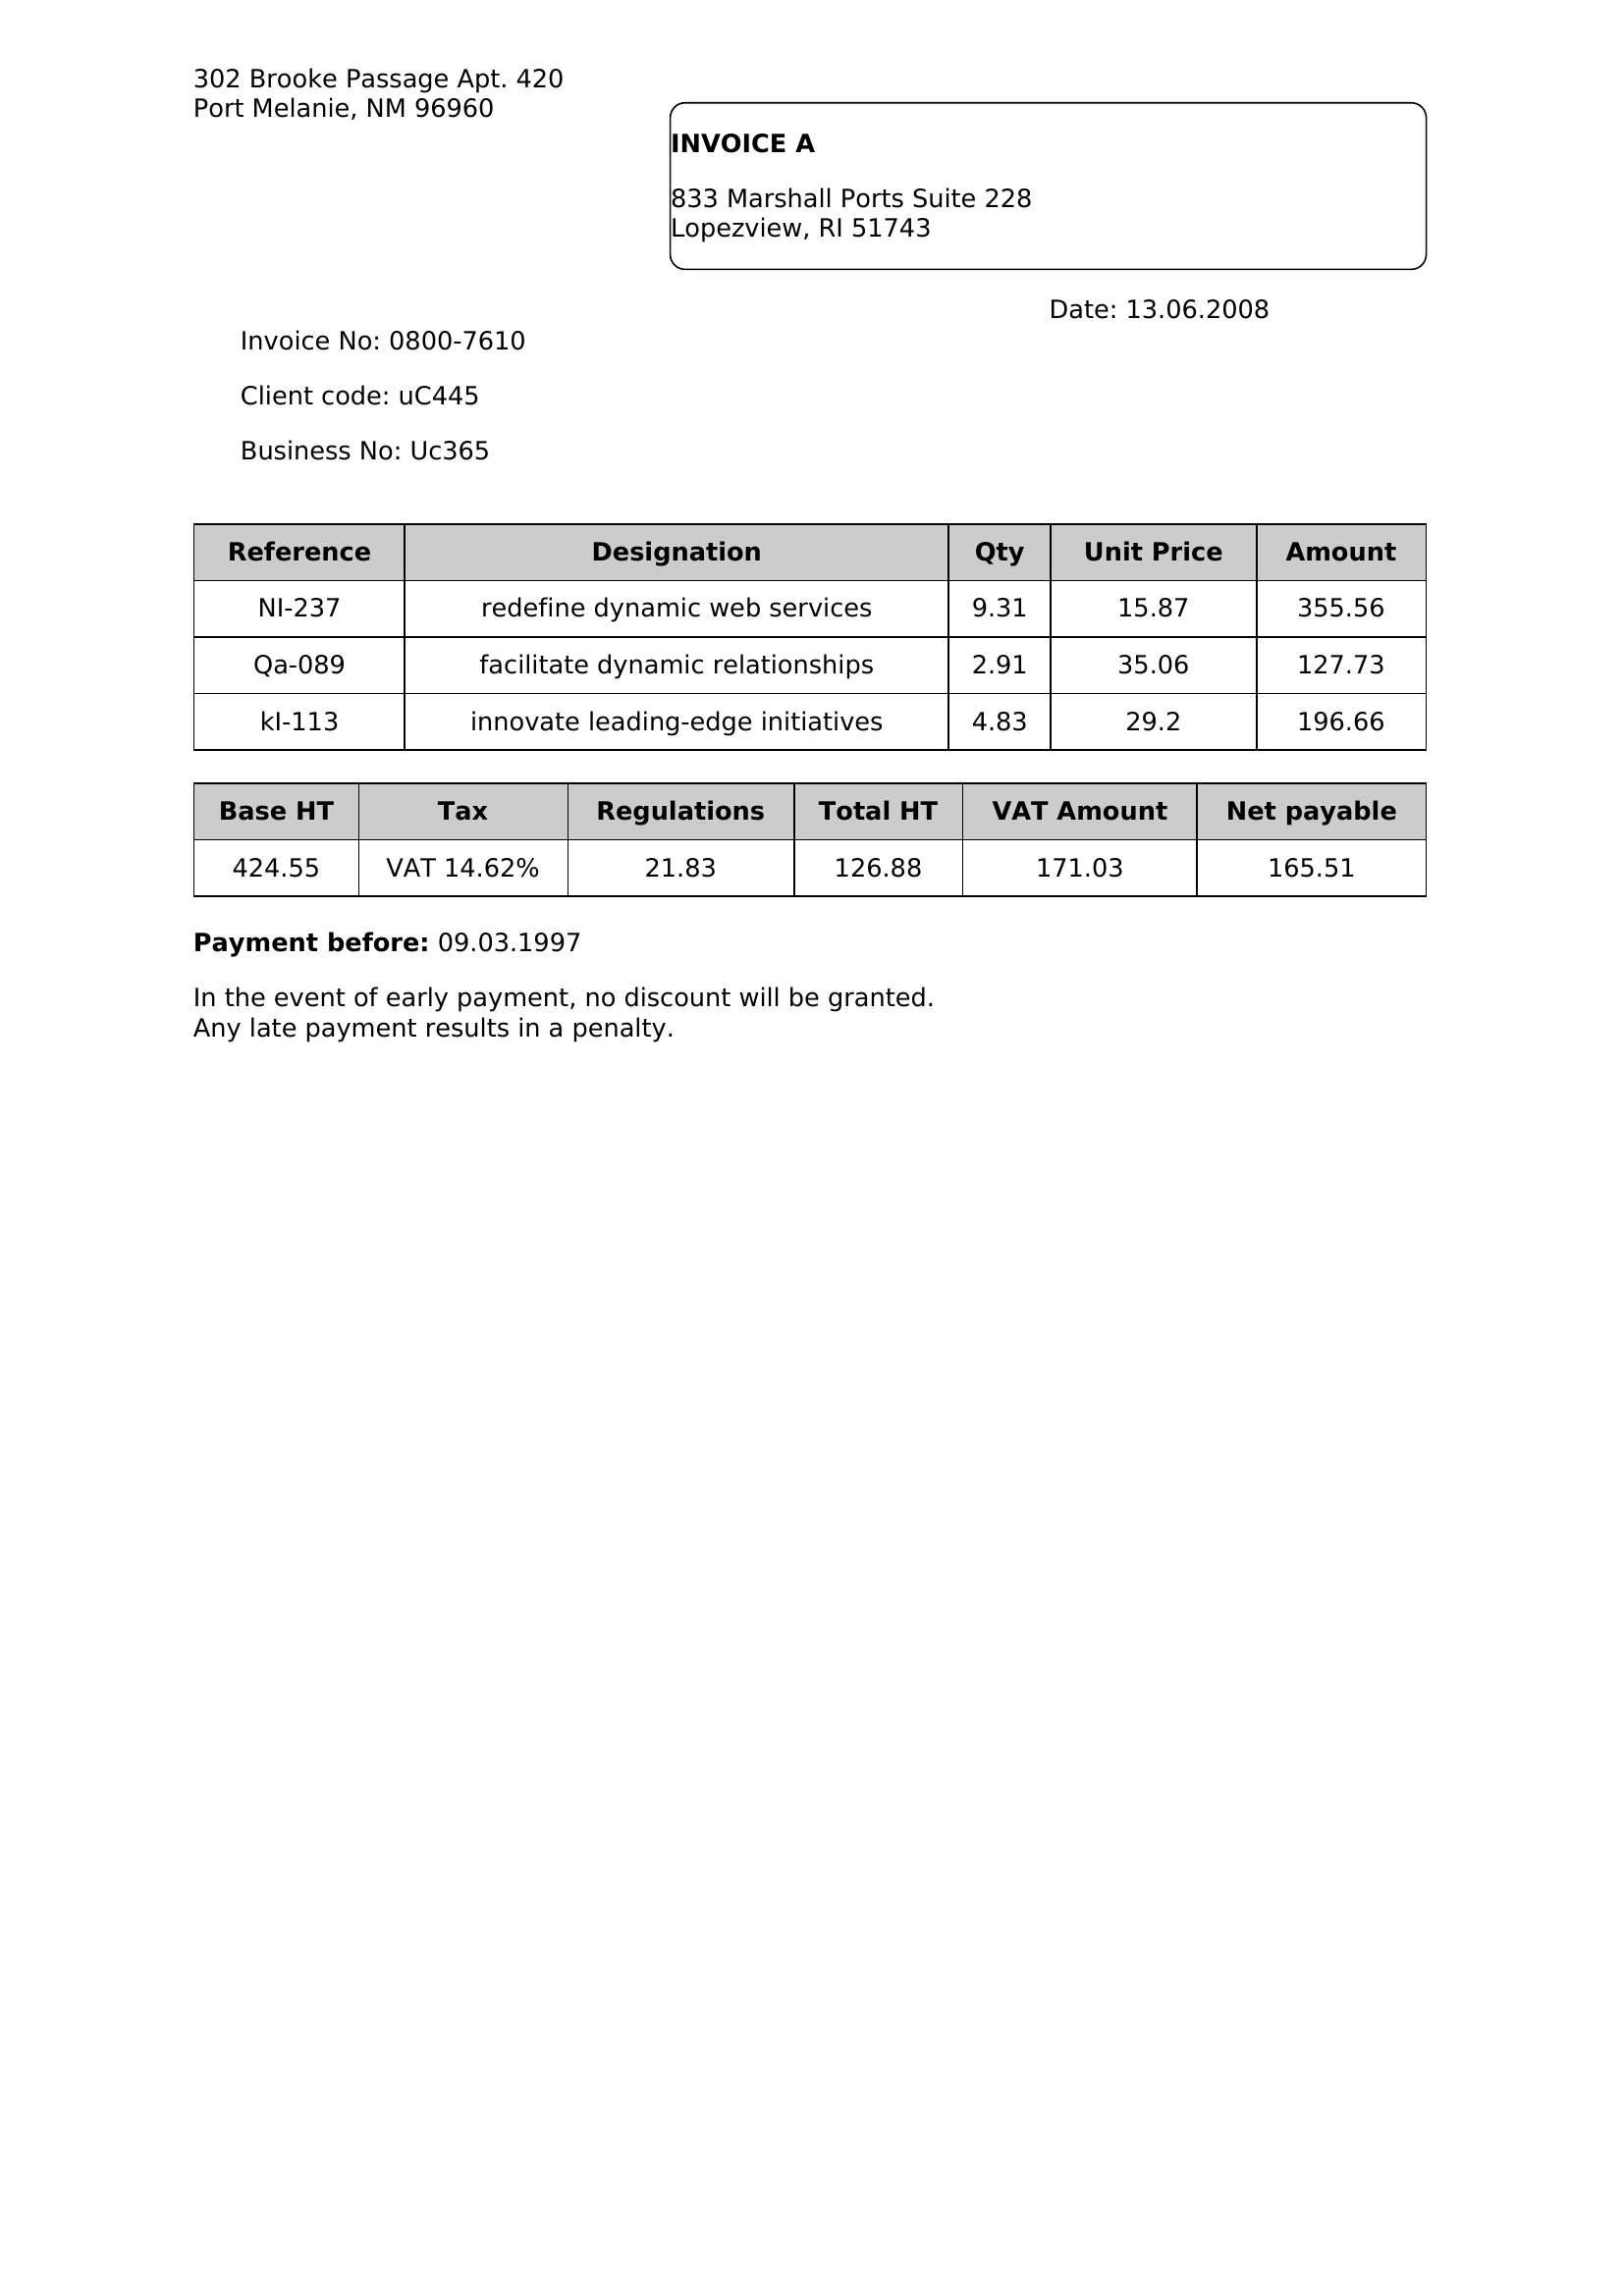 302 Brooke Passage Apt. 420
Port Melanie, NM 96960
INVOICE A
833 Marshall Ports Suite 228
Lopezview, RI 51743
Date: 13.06.2008
Invoice No: 0800-7610
Client code: uC445
Business No: Uc365
Reference Designation Qty Unit Price Amount
NI-237 redefine dynamic web services 9.31 15.87 355.56
Qa-089 facilitate dynamic relationships 2.91 35.06 127.73
kI-113 innovate leading-edge initiatives 4.83 29.2 196.66
Base HT Tax Regulations Total HT VAT Amount Net payable
424.55 VAT 14.62% 21.83 126.88 171.03 165.51
Payment before: 09.03.1997
In the event of early payment, no discount will be granted.
Any late payment results in a penalty.